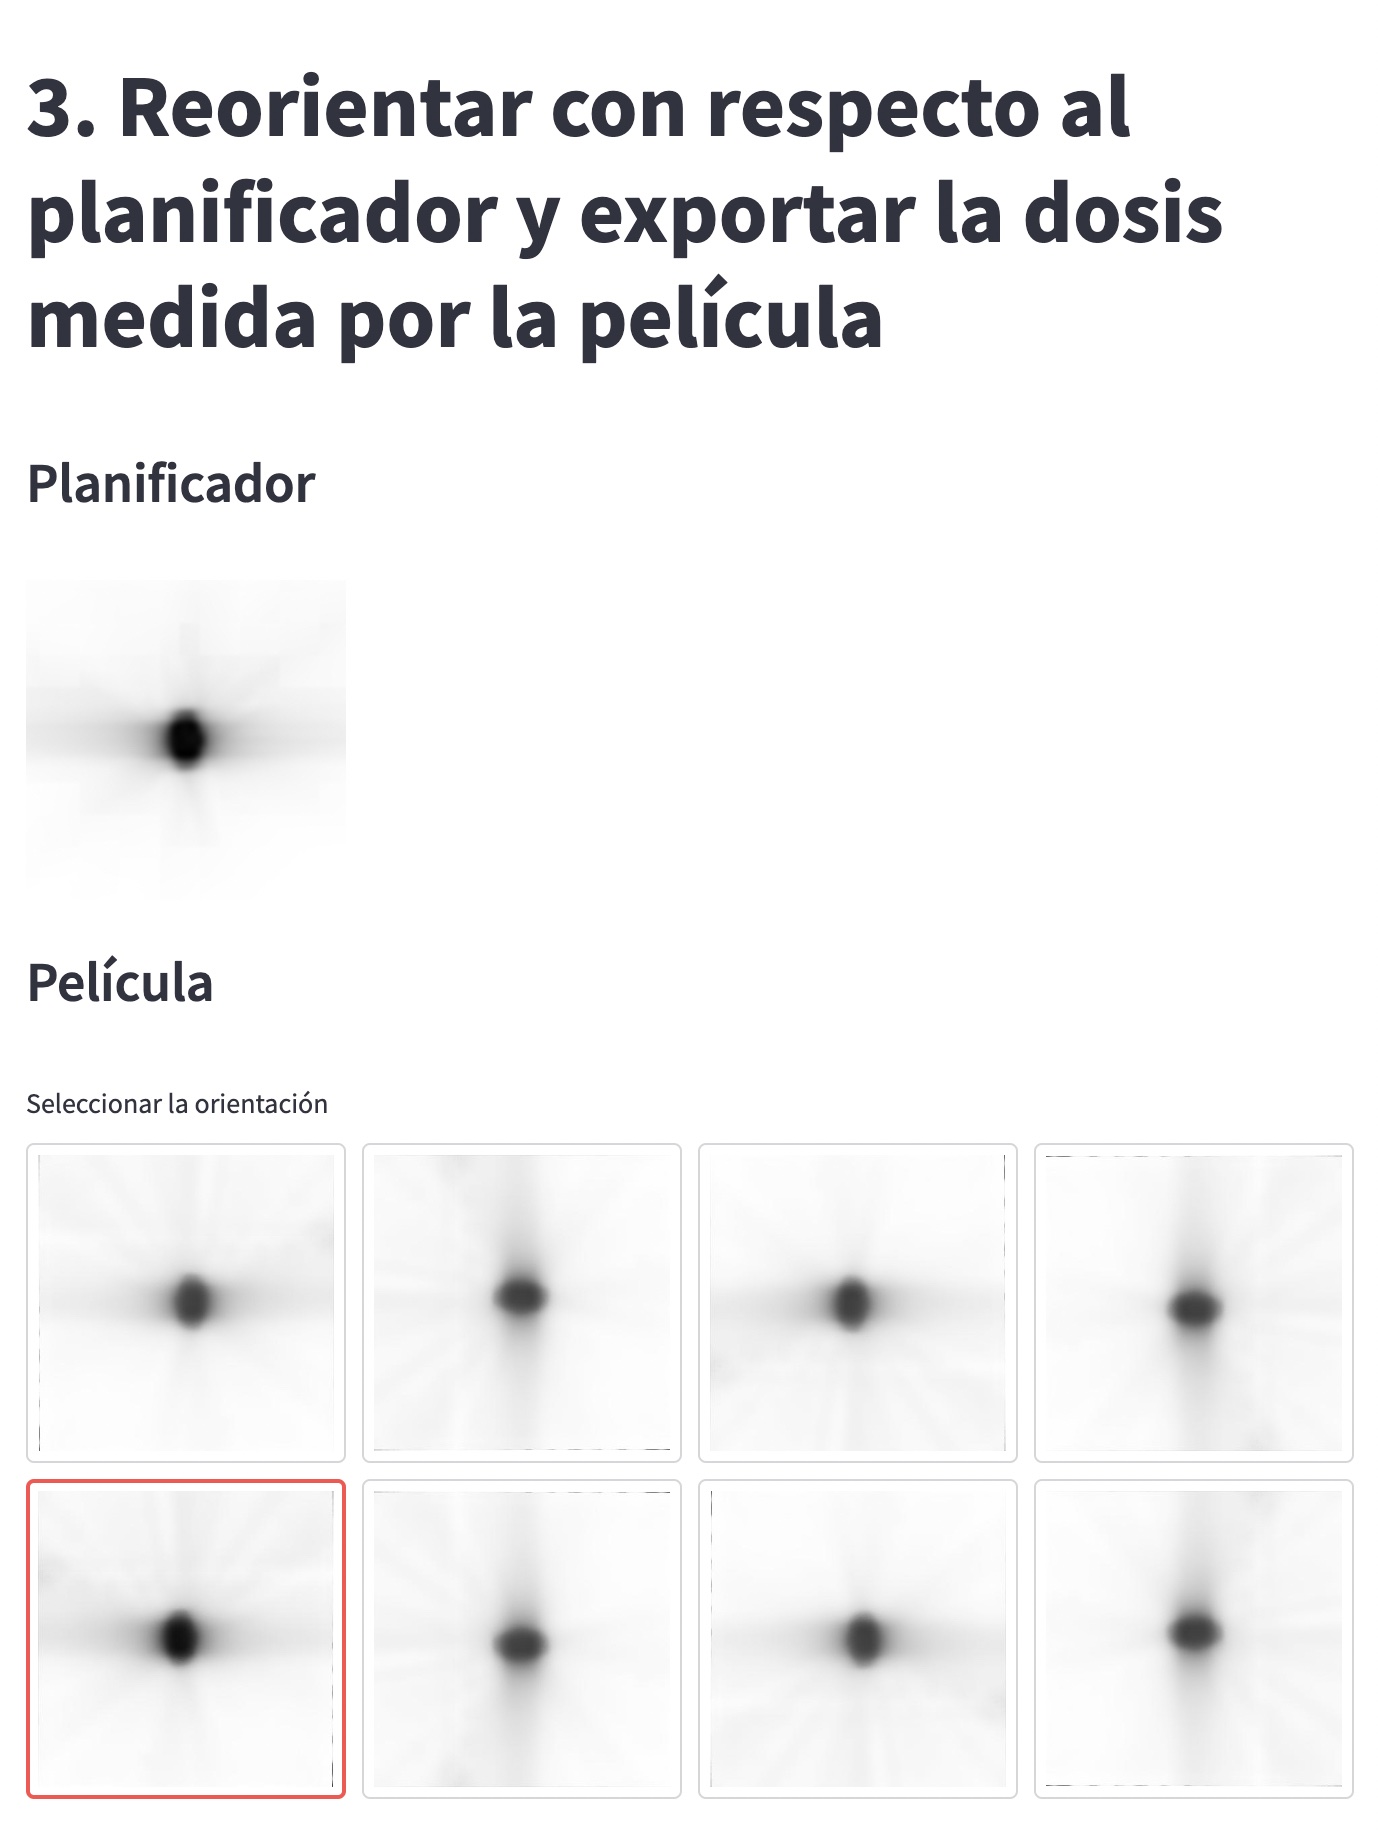 3. Reorientar con respecto al
planificador y exportar la dosis
medida por la película
Planificador
Película
Seleccionar la orientación